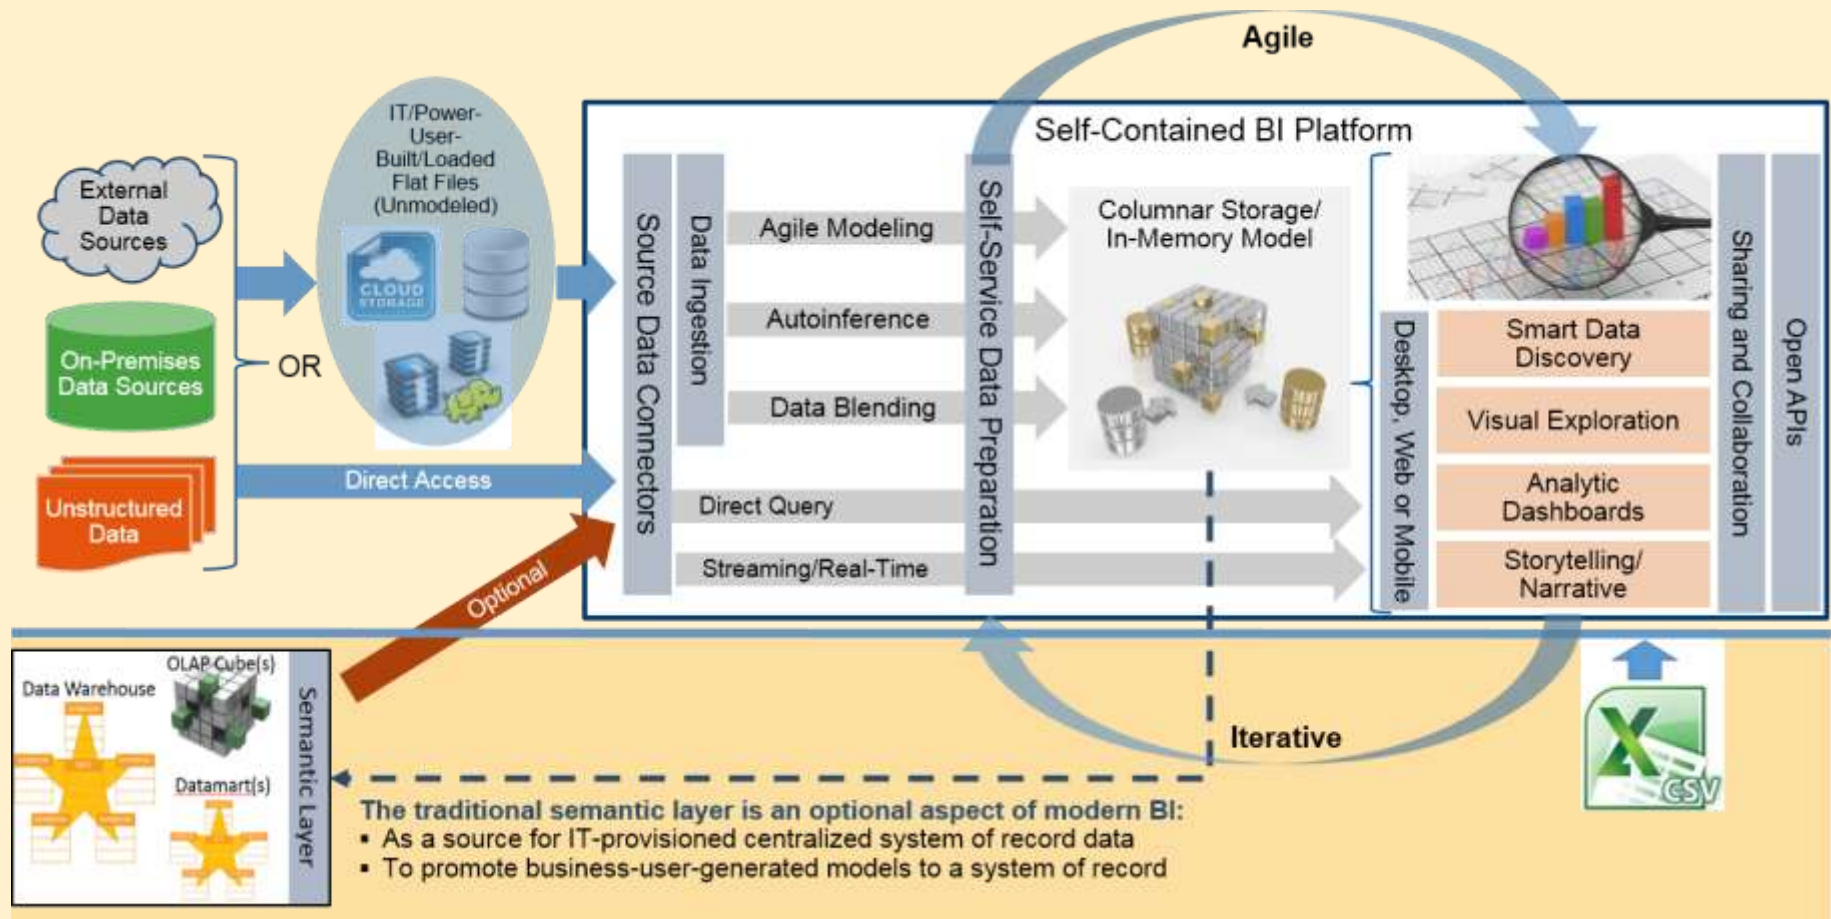 Agile
Self-Contained BI Platform
IT/Power-
User-
Built/Loaded
Flat Files
(Unmodeled)
CLOUD
STORAGE
External
Data
Sources
On-Premises
Data Sources
Unstructured
Data
OR
Direct Access
Optional
Source Data Connectors
Data Ingestion
Agile Modeling
Autoinference
Data Blending
Direct Query
Streaming/Real-Time
Self-Service Data Preparation
Columnar Storage/
In-Memory Model
Desktop, Web or Mobile
Smart Data
Discovery
Visual Exploration
Analytic
Dashboards
Storytelling/
Narrative
Sharing and Collaboration
Open APIs
Data Warehouse
OLAP Cube(s)
Datamart(s)
Semantic Layer
Iterative
CSV
The traditional semantic layer is an optional aspect of modern BI:
▪ As a source for IT-provisioned centralized system of record data
▪ To promote business-user-generated models to a system of record